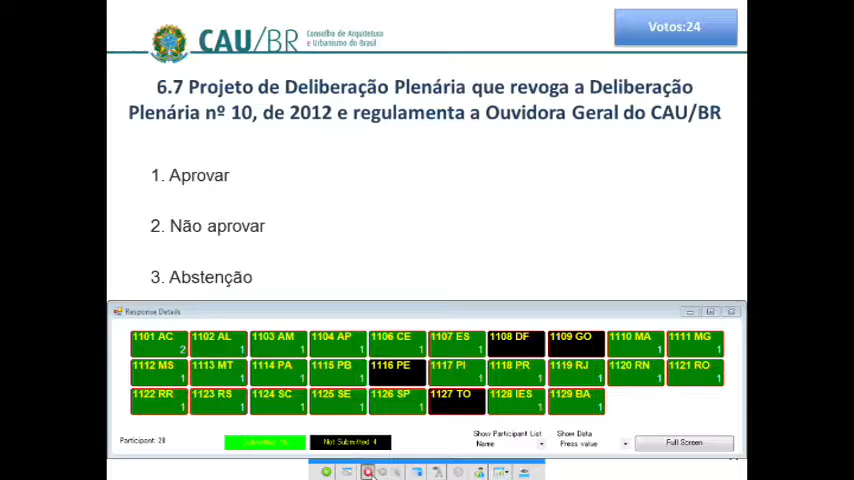 CAU/BR
Conselho de Arquitetura
e Urbanismo do Brasil
Votos:24
6.7 Projeto de Deliberação Plenária que revoga a Deliberação
Plenária nº 10, de 2012 e regulamenta a Ouvidora Geral do CAU/BR
1. Aprovar
2. Não aprovar
3. Abstenção
Response Details
1101 AC 1102 AL 1103 AM 1104 AP 1106 CE 1107 ES 1108 DF 1109 GO 1110 MA 1111 MG
2 1 1 1 1 1 1 1
1112 MS 1113 MT 1114 PA 1115 PB 1116 PE 1117 PI 1118 PR 1119 RJ 1120 RN 1121 RO
1 1 1 1 1 1 1 1 1
1122 RR 1123 RS 1124 SC 1125 SE 1126 SP 1127 TO 1128 IES 1129 BA
1 1 1 1 1 1 1
Participant: 28
Not Submitted: 4
Show Participant List
Name
Show Data
Press value
Full Screen